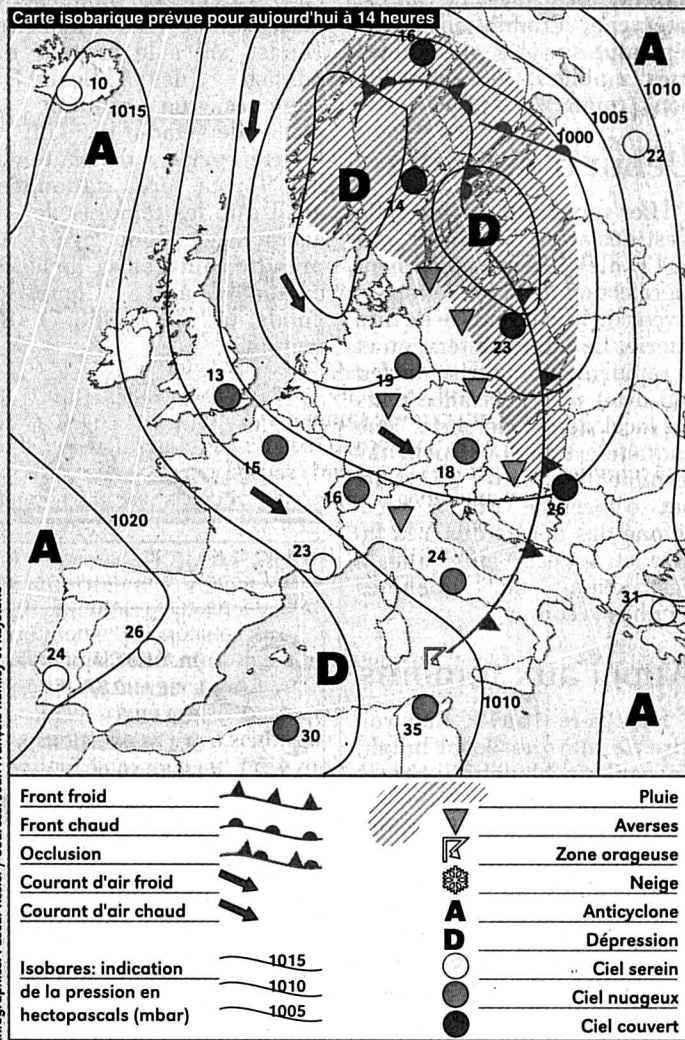 Carte isobarique prévue pour aujourd'hui à 14 heures
16
A
10
1015
1010
A
1005
1000
22
D
14
D
23
13
19
15
18
16
26
1020
23
24
A
31
26
24
D
1010
A
30
35
Front froid
Front chaud
Occlusion
Courant d'air froid
Courant d'air chaud
Isobares: indication
de la pression en
hectopascals (mbar)
1015
1010
1005
Pluie
Averses
Zone orageuse
Neige
A Anticyclone
D Dépression
Ciel serein
Ciel nuageux
Ciel couvert